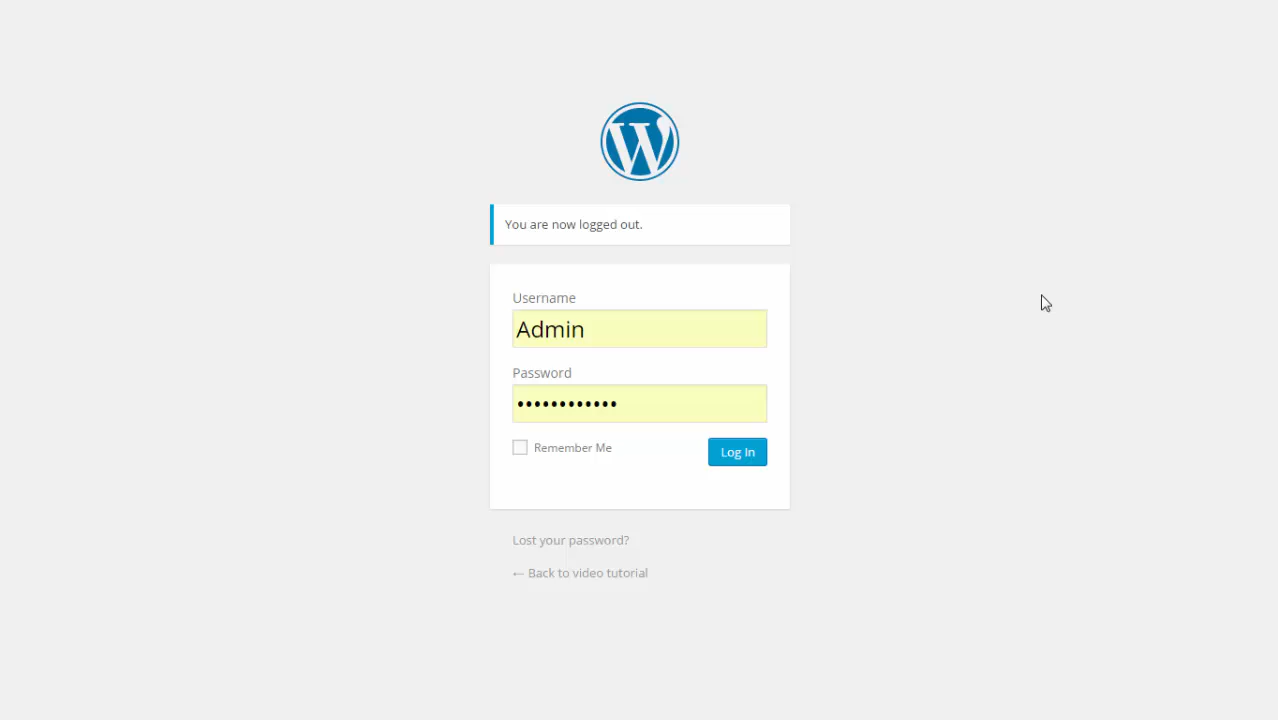 You are now logged out.
Username
Admin
Password
••••••••••••
Remember Me
Log In
Lost your password?
← Back to video tutorial